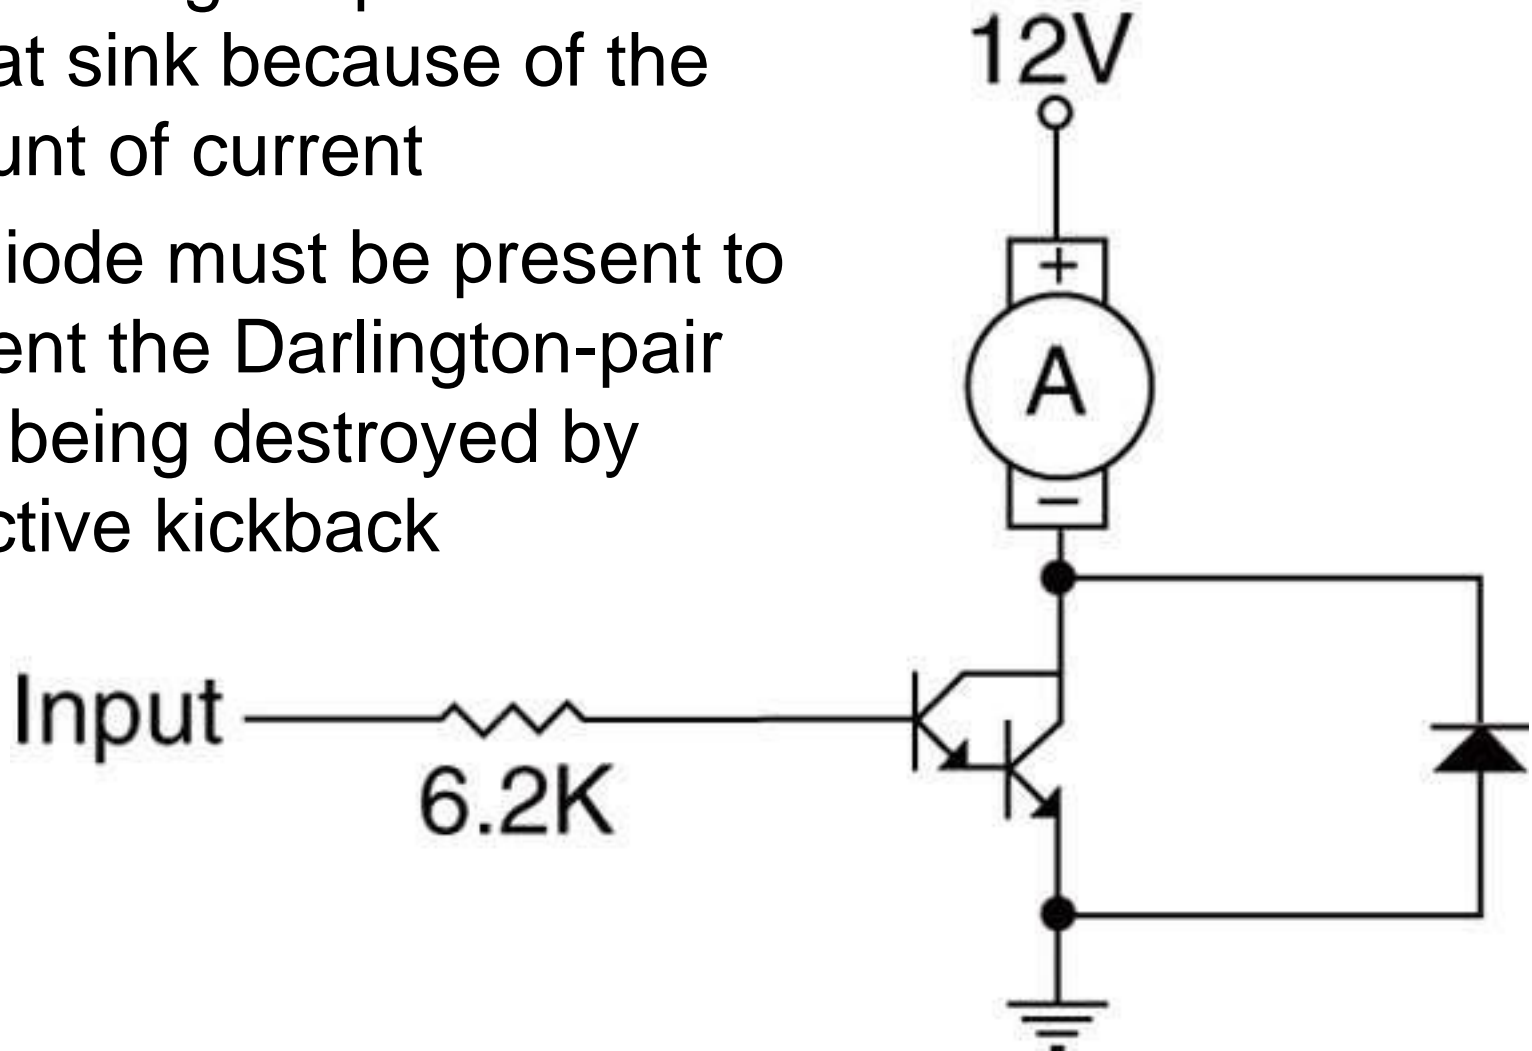 at sink because of the
unt of current
iode must be present to
ent the Darlington-pair
being destroyed by
ctive kickback
12V
+
A
−
Input
6.2K